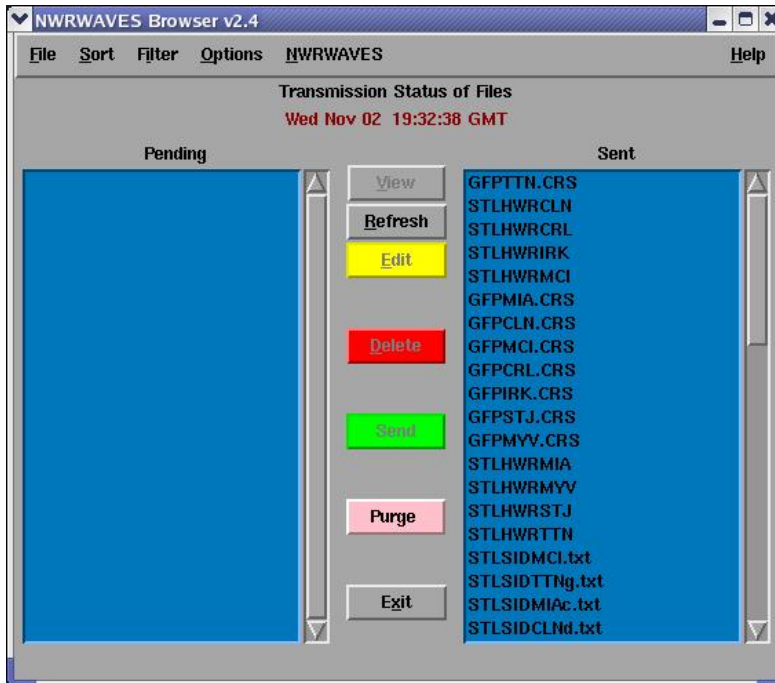 NWRWAVES Browser v2.4
File Sort Filter Options NWRWAVES Help
Transmission Status of Files
Wed Nov 02 19:32:38 GMT
Pending
View
Refresh
Edit
Delete
Send
Purge
Exit
Sent
GFPTTN.CRS
STLHWRCLN
STLHWRCRL
STLHWRIRK
STLHWRMCI
GFPMIA.CRS
GFPCLN.CRS
GFPMCI.CRS
GFPCRL.CRS
GFPIRK.CRS
GFPSTJ.CRS
GFPMYV.CRS
STLHWRMIA
STLHWRMYV
STLHWRSTJ
STLHWRTTN
STLSIDMCI.txt
STLSIDTTNg.txt
STLSIDMIAc.txt
STLSIDCLNd.txt